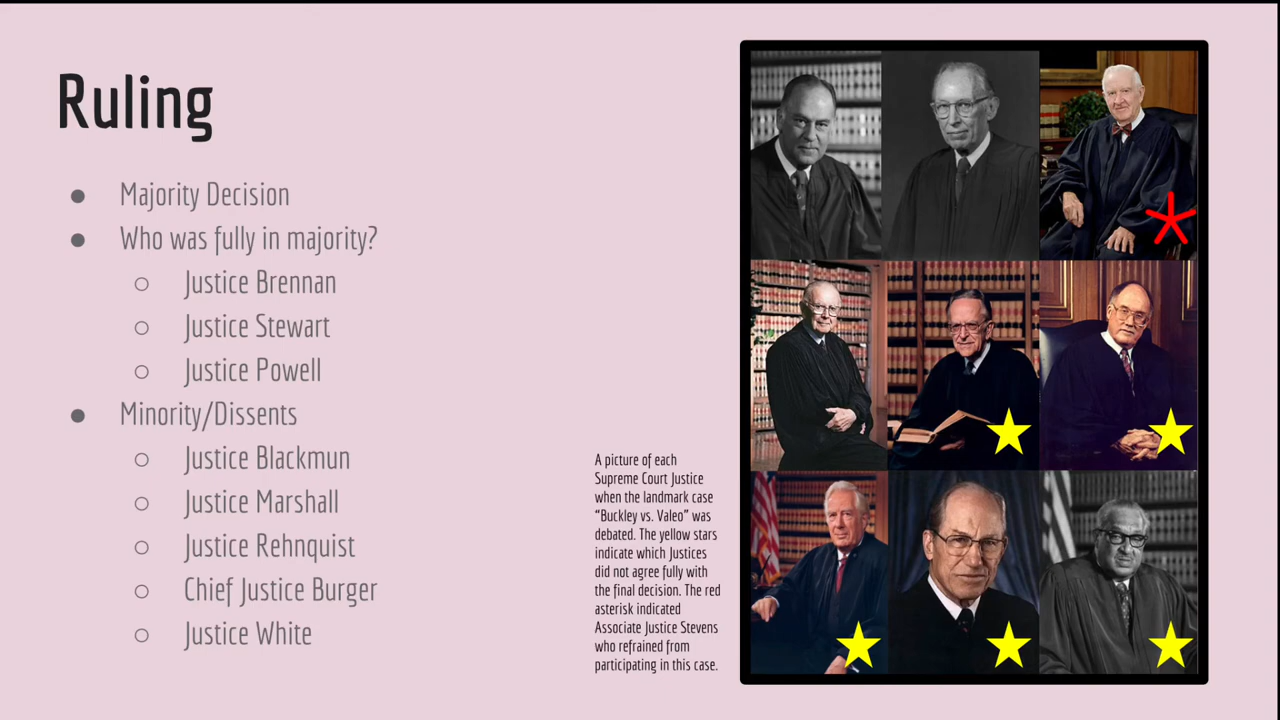 Ruling
● Majority Decision
● Who was fully in majority?
○ Justice Brennan
○ Justice Stewart
○ Justice Powell
● Minority/Dissents
○ Justice Blackmun
○ Justice Marshall
○ Justice Rehnquist
○ Chief Justice Burger
○ Justice White
A picture of each
Supreme Court Justice
when the landmark case
“Buckley vs. Valeo” was
debated. The yellow stars
indicate which Justices
did not agree fully with
the final decision. The red
asterisk indicated
Associate Justice Stevens
who refrained from
participating in this case.